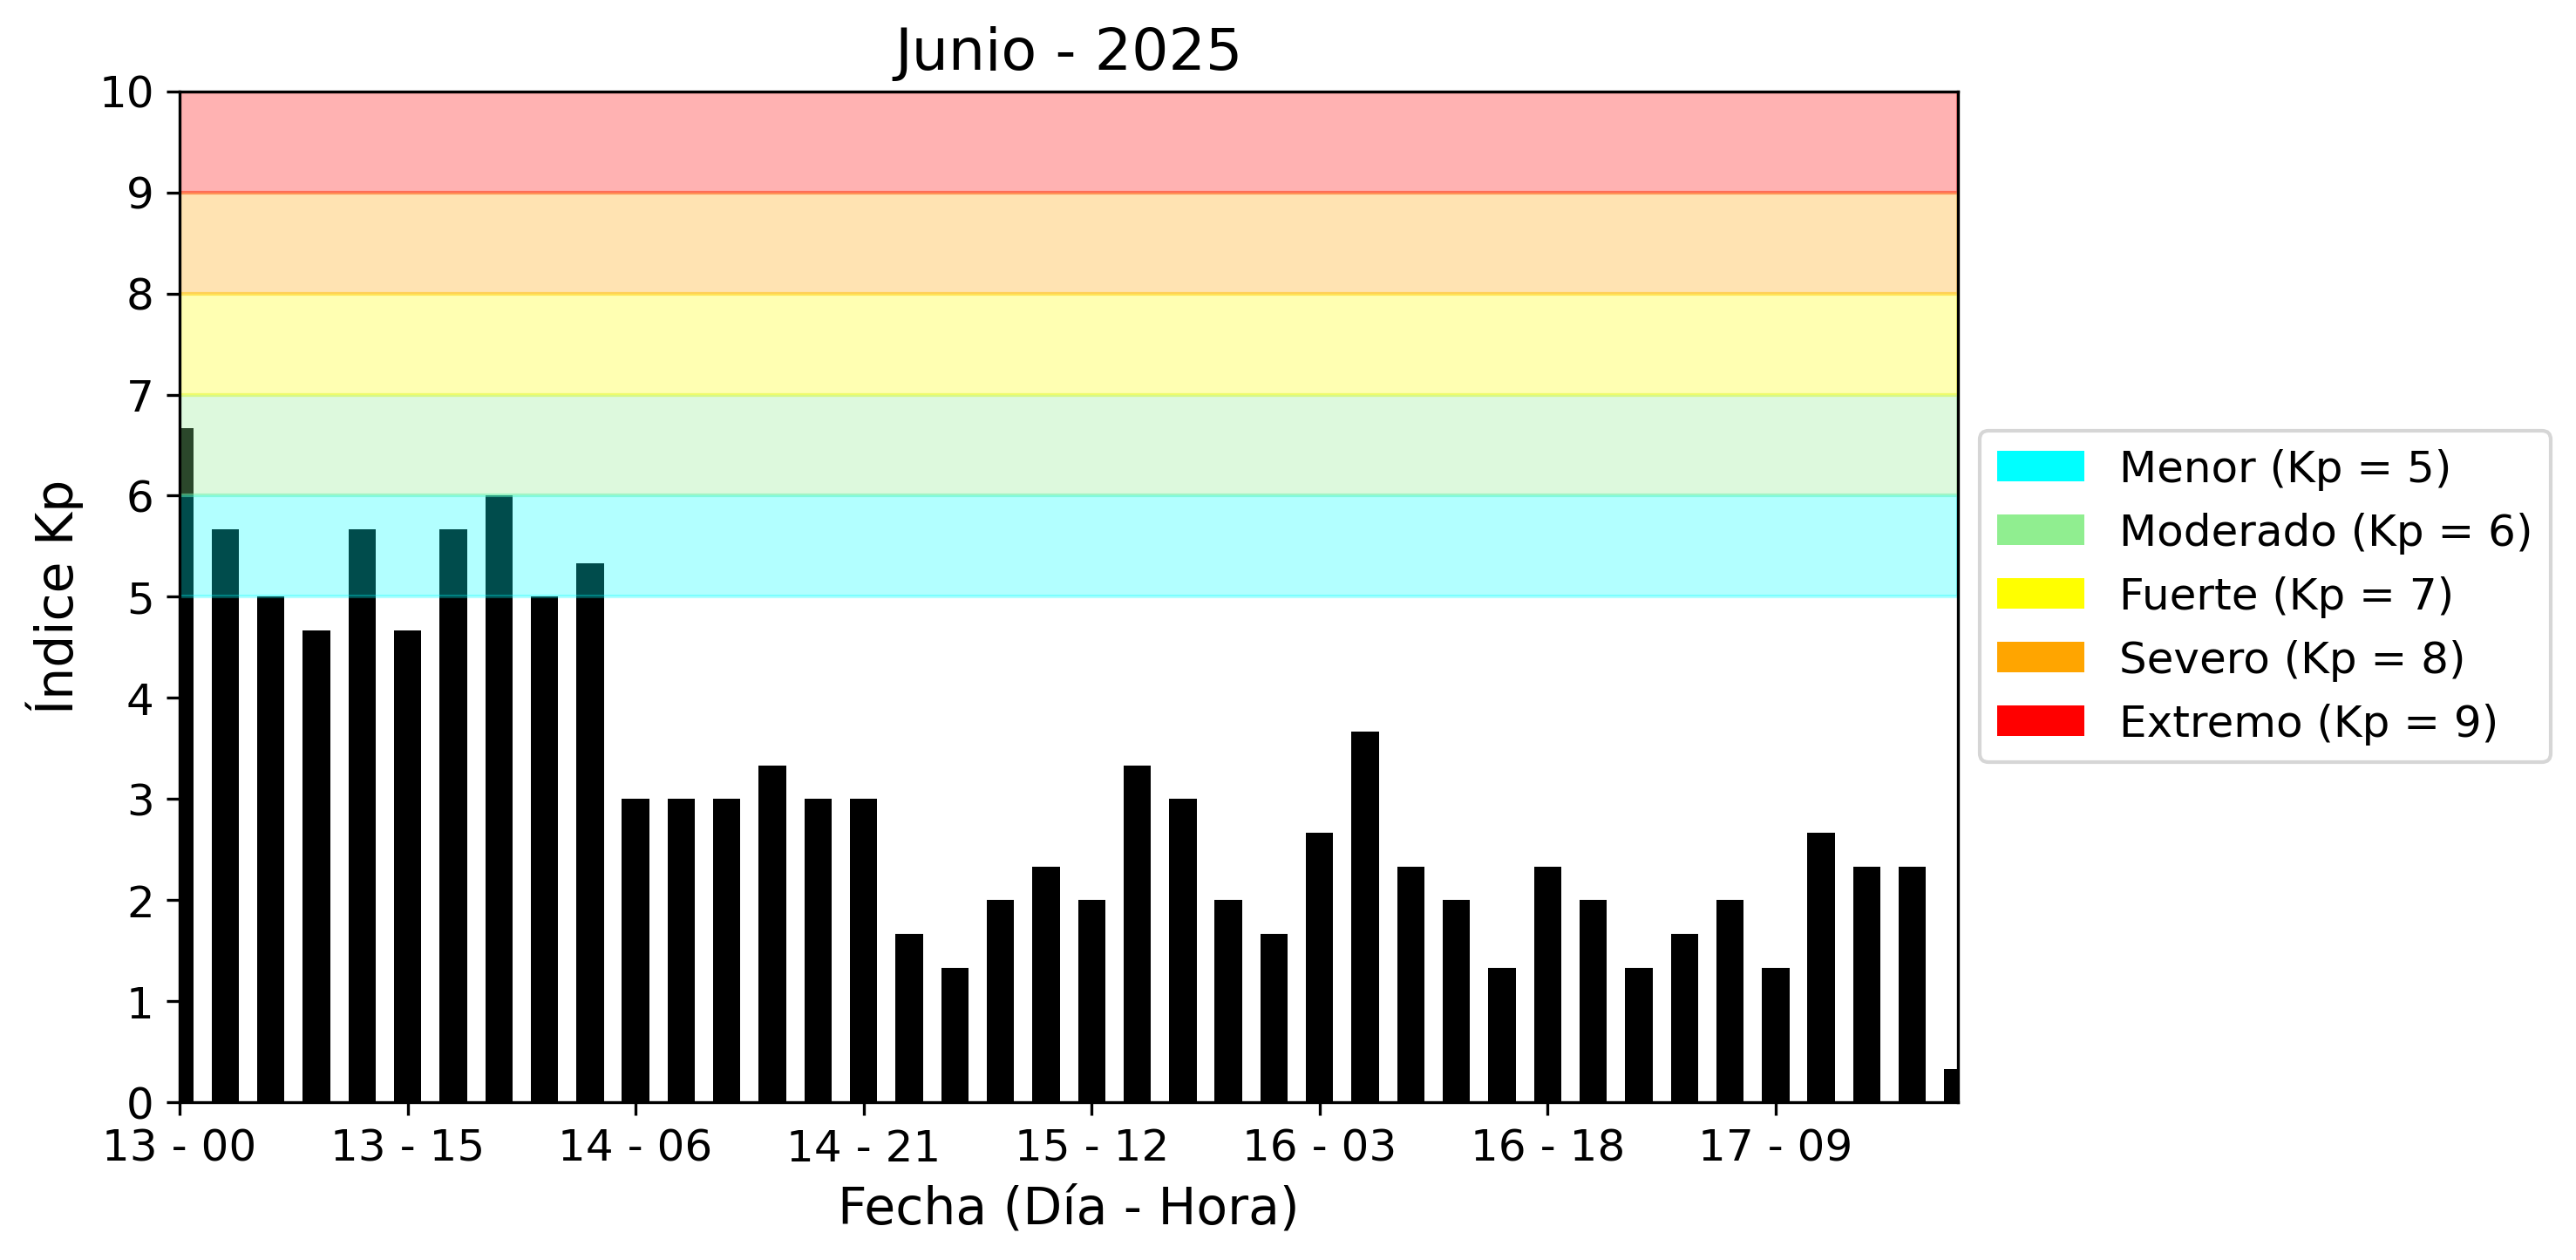 Junio - 2025
10
9
8
7
6
5
4
3
2
1
0
Índice Kp
13 - 00
13 - 15
14 - 06
14 - 21
15 - 12
16 - 03
16 - 18
17 - 09
Fecha (Día - Hora)
Menor (Kp = 5)
Moderado (Kp = 6)
Fuerte (Kp = 7)
Severo (Kp = 8)
Extremo (Kp = 9)